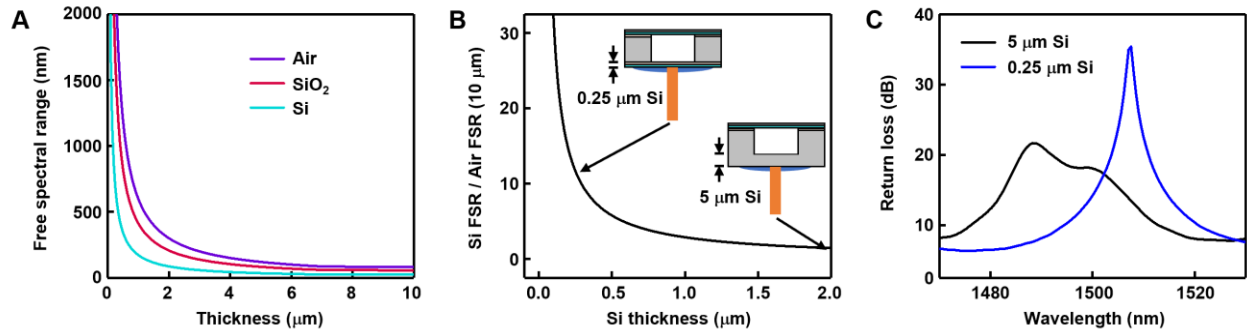 A
Free spectral range (nm)
2000
1500
1000
500
0
Air
SiO2
Si
0
2
4
6
8
10
Thickness (μm)
B
Si FSR / Air FSR (10 μm)
30
20
10
0
0.25 μm Si
5 μm Si
0.0
0.5
1.0
1.5
2.0
Si thickness (μm)
C
Return loss (dB)
40
30
20
10
0
5 μm Si
0.25 μm Si
1480
1500
1520
Wavelength (nm)